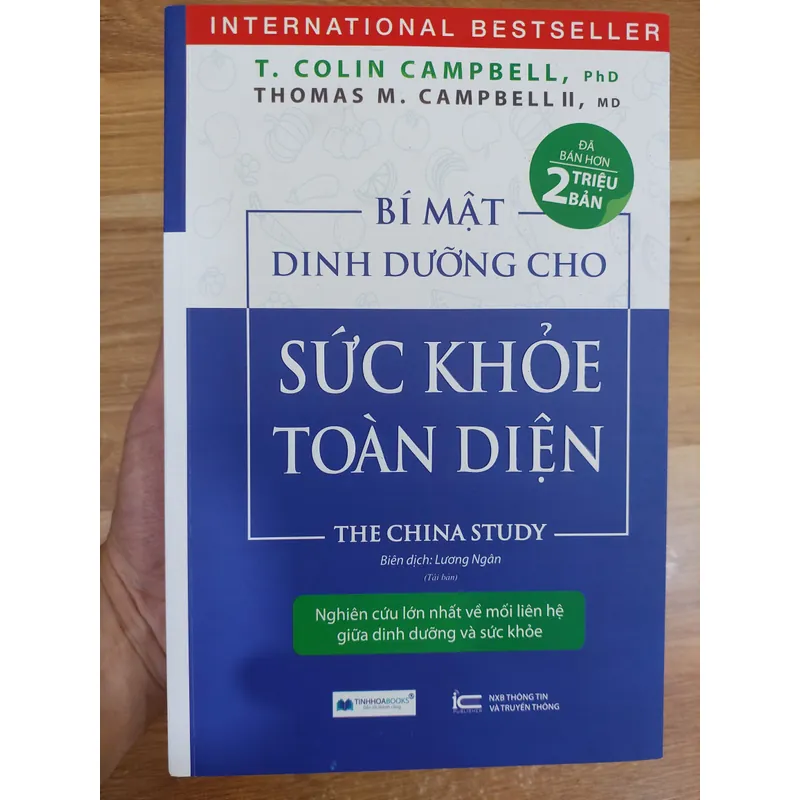 INTERNATIONAL BESTSELLER
T. COLIN CAMPBELL, PhD
THOMAS M. CAMPBELL II, MD
ĐÃ
BÁN HƠN
2 TRIỆU
BẢN
BÍ MẬT
DINH DƯỠNG CHO
SỨC KHỎE
TOÀN DIỆN
THE CHINA STUDY
Biên dịch: Lương Ngân
(Tái bản)
Nghiên cứu lớn nhất về mối liên hệ
giữa dinh dưỡng và sức khỏe
TINHHOABOOKS®
ic
PUBLISHER
NXB THÔNG TIN
VÀ TRUYỀN THÔNG